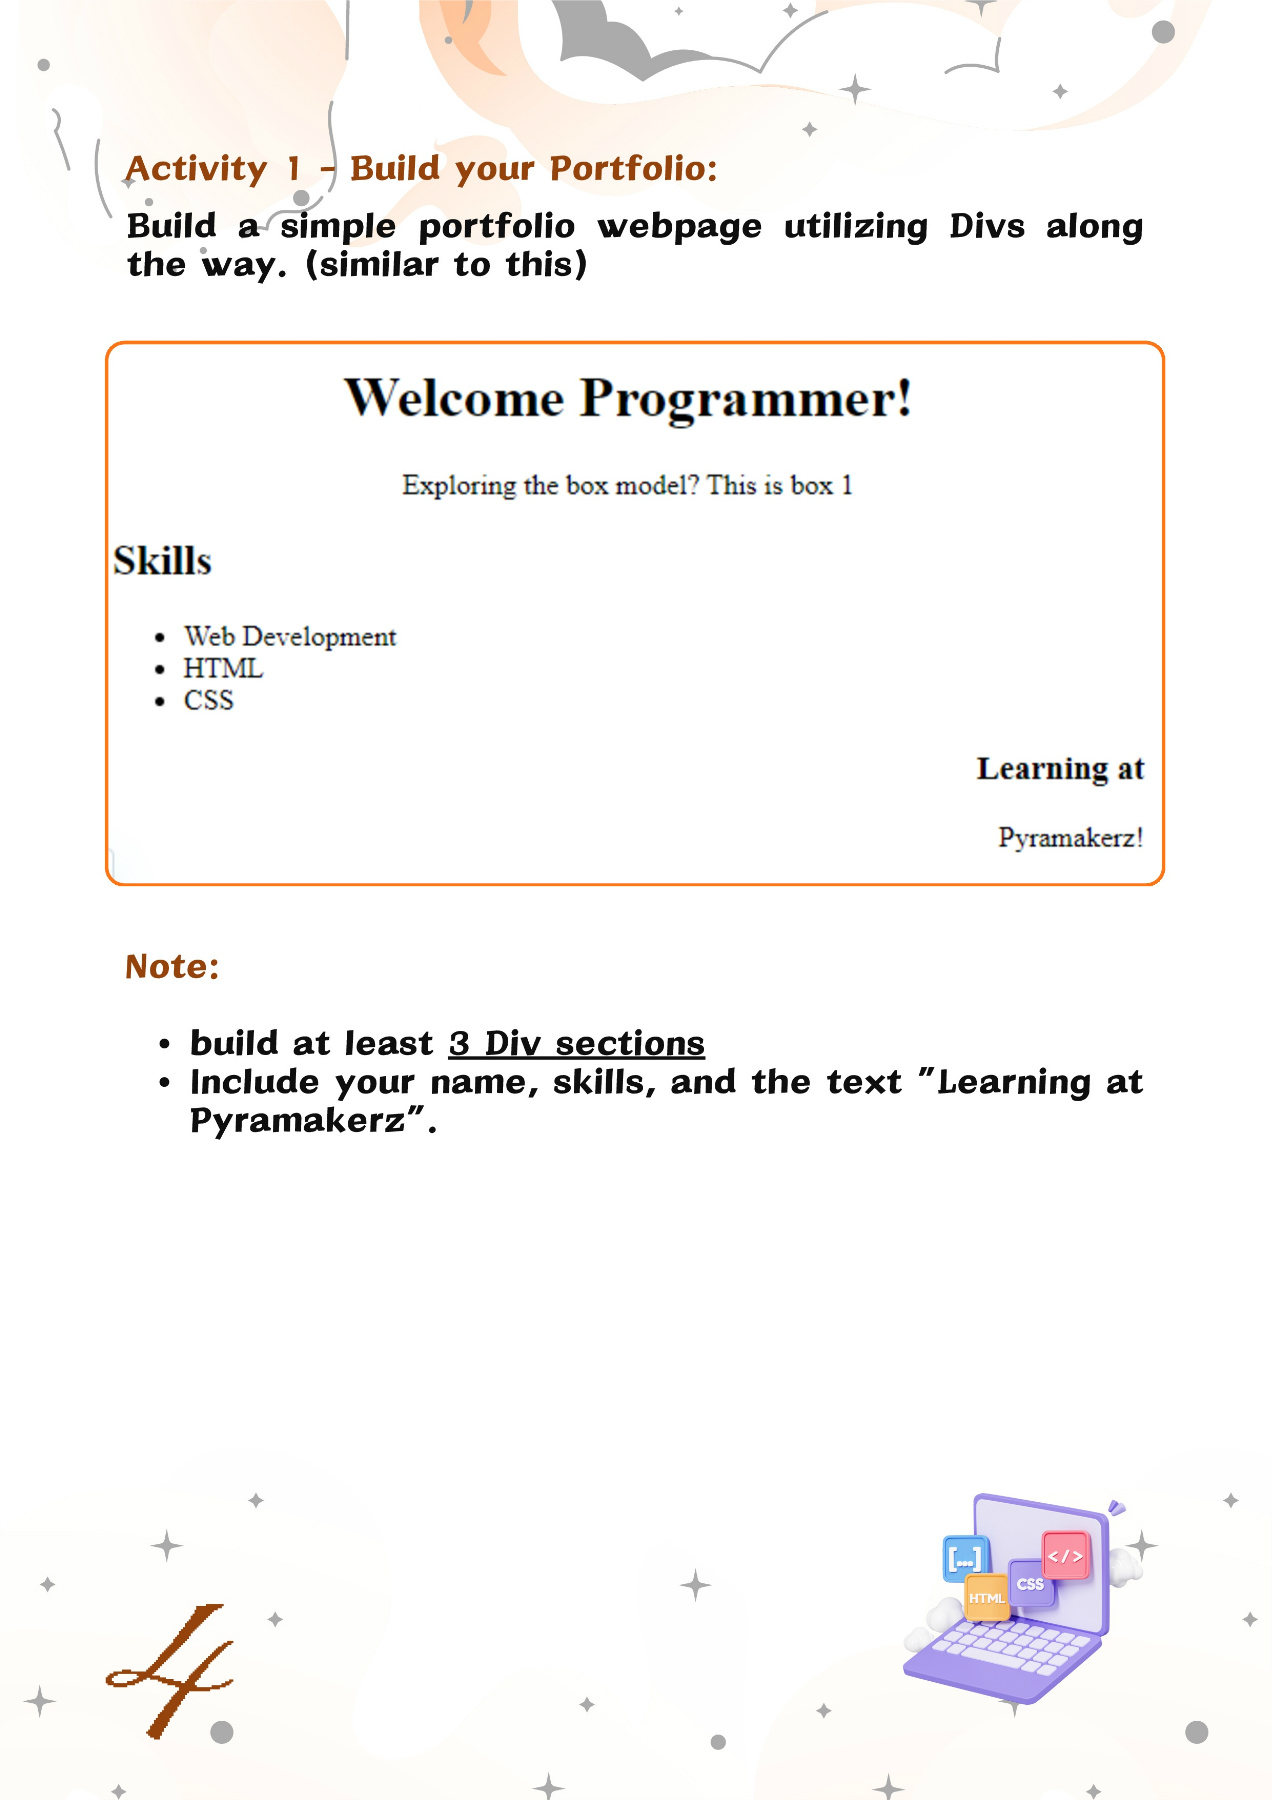 Activity 1 - Build your Portfolio:
Build a simple portfolio webpage utilizing Divs along
the way. (similar to this)
Welcome Programmer!
Exploring the box model? This is box 1
Skills
• Web Development
• HTML
• CSS
Learning at
Pyramakerz!
Note:
• build at least 3 Div sections
• Include your name, skills, and the text "Learning at
Pyramakerz".
[...]
</>
CSS
HTML
4